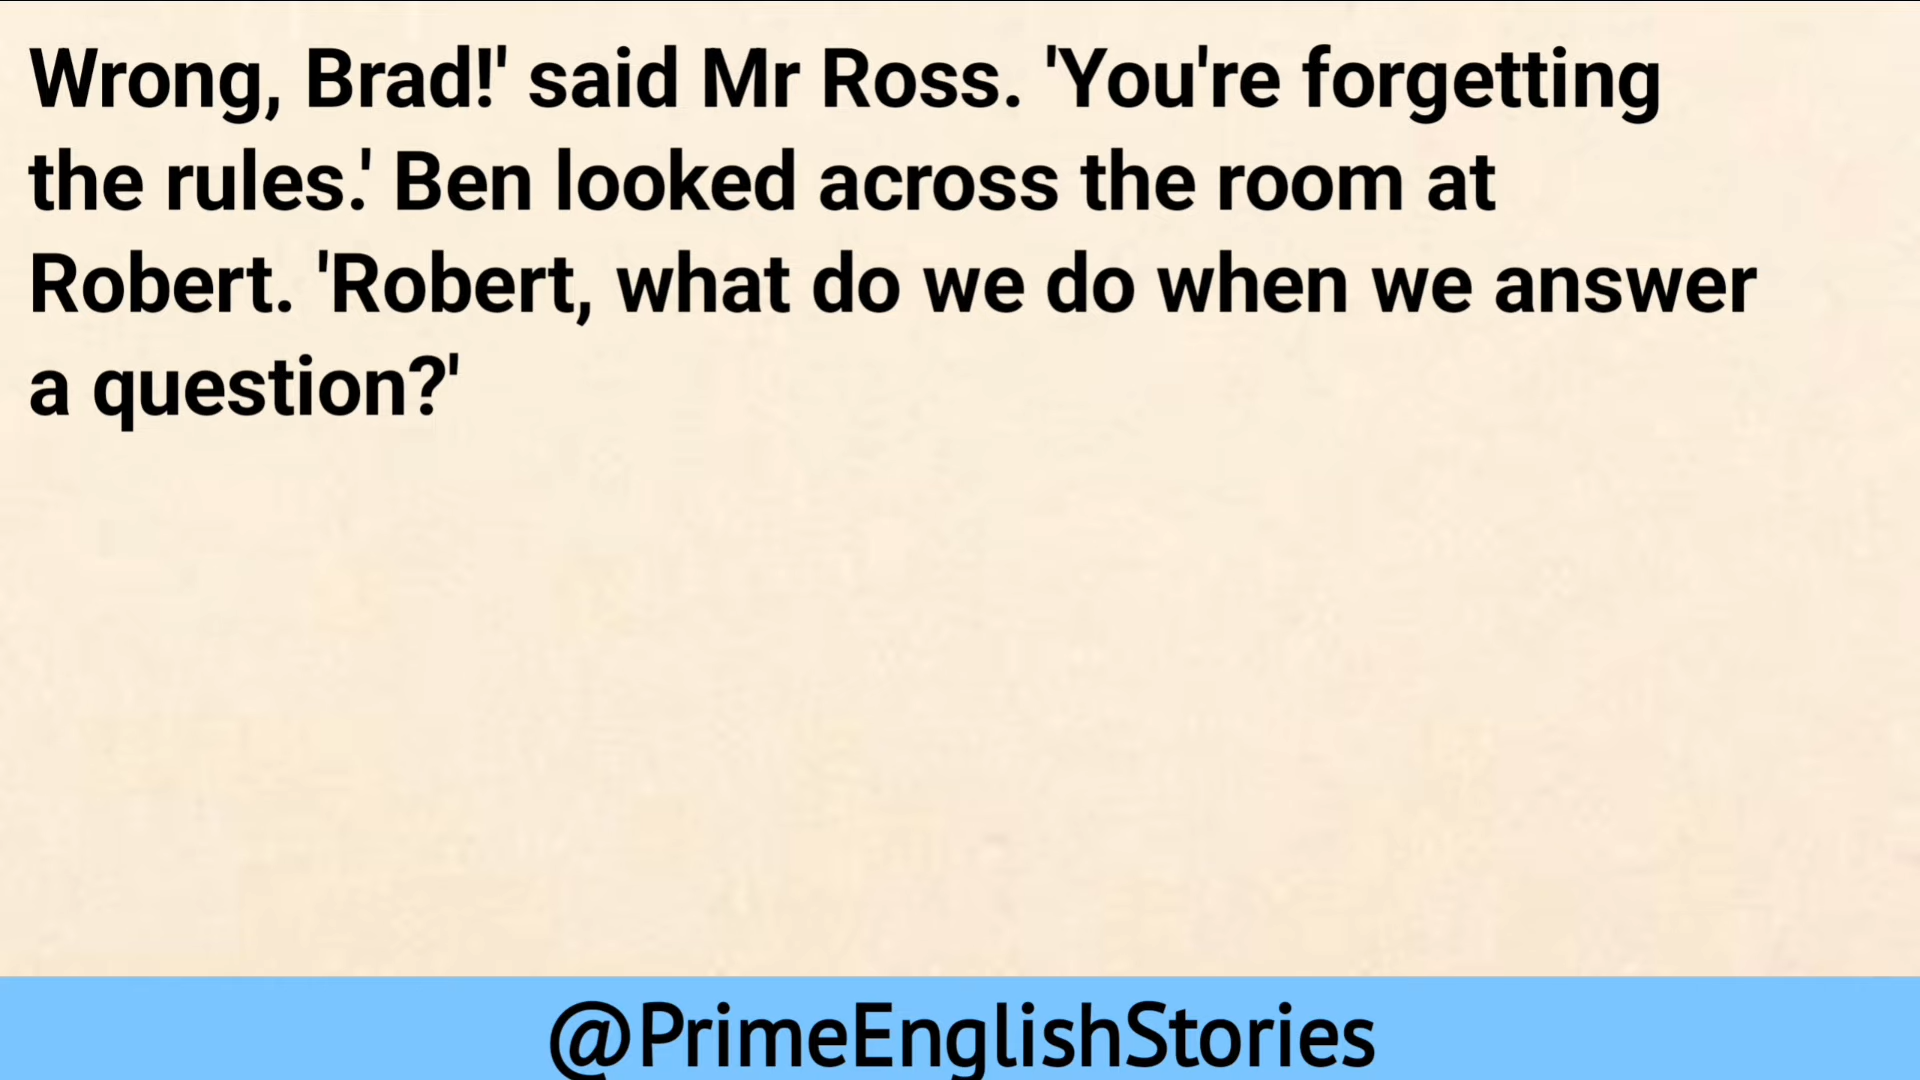 Wrong, Brad!' said Mr Ross. 'You're forgetting
the rules.' Ben looked across the room at
Robert. 'Robert, what do we do when we answer
a question?'
@PrimeEnglishStories